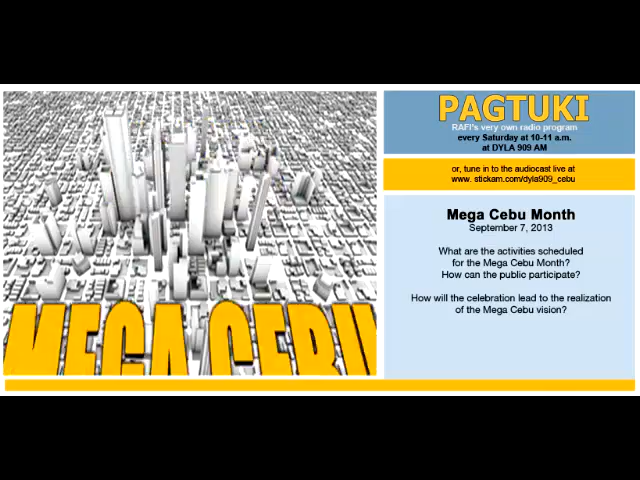 MEGA CEBU
PAGTUKI
RAFI's very own radio program
every Saturday at 10-11 a.m.
at DYLA 909 AM
or, tune in to the audiocast live at
www. stickam.com/dyla909_cebu
Mega Cebu Month
September 7, 2013
What are the activities scheduled
for the Mega Cebu Month?
How can the public participate?
How will the celebration lead to the realization
of the Mega Cebu vision?